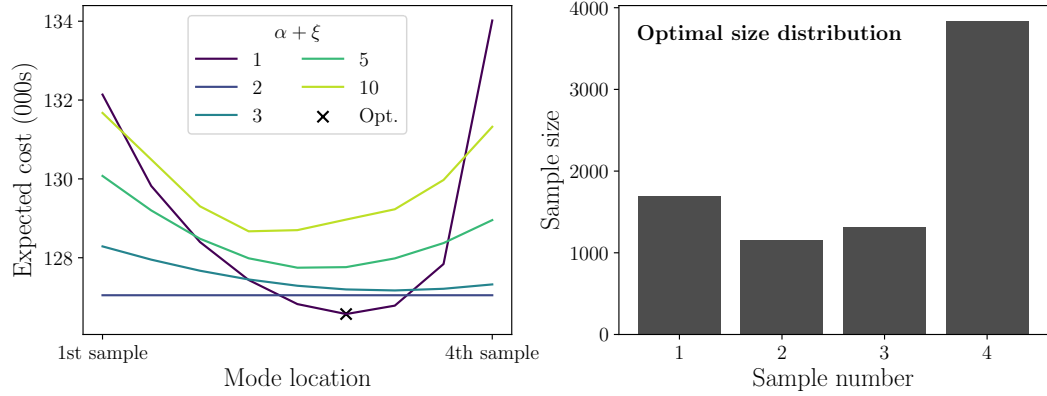 134
132
130
128
Expected cost (000s)
α + ξ
1
2
3
5
10
Opt.
1st sample
4th sample
Mode location
4000
3000
2000
1000
0
Sample size
Optimal size distribution
1
2
3
4
Sample number